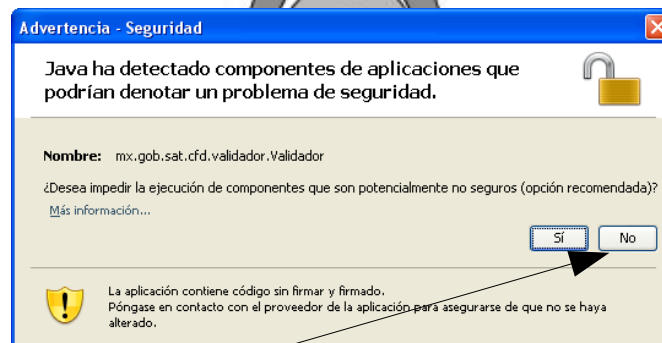 Advertencia - Seguridad
Java ha detectado componentes de aplicaciones que
podrían denotar un problema de seguridad.
Nombre: mx.gob.sat.cfd.validador.Validador
¿Desea impedir la ejecución de componentes que son potencialmente no seguros (opción recomendada)?
Más información...
Sí No
La aplicación contiene código sin firmar y firmado.
Póngase en contacto con el proveedor de la aplicación para asegurarse de que no se haya
alterado.